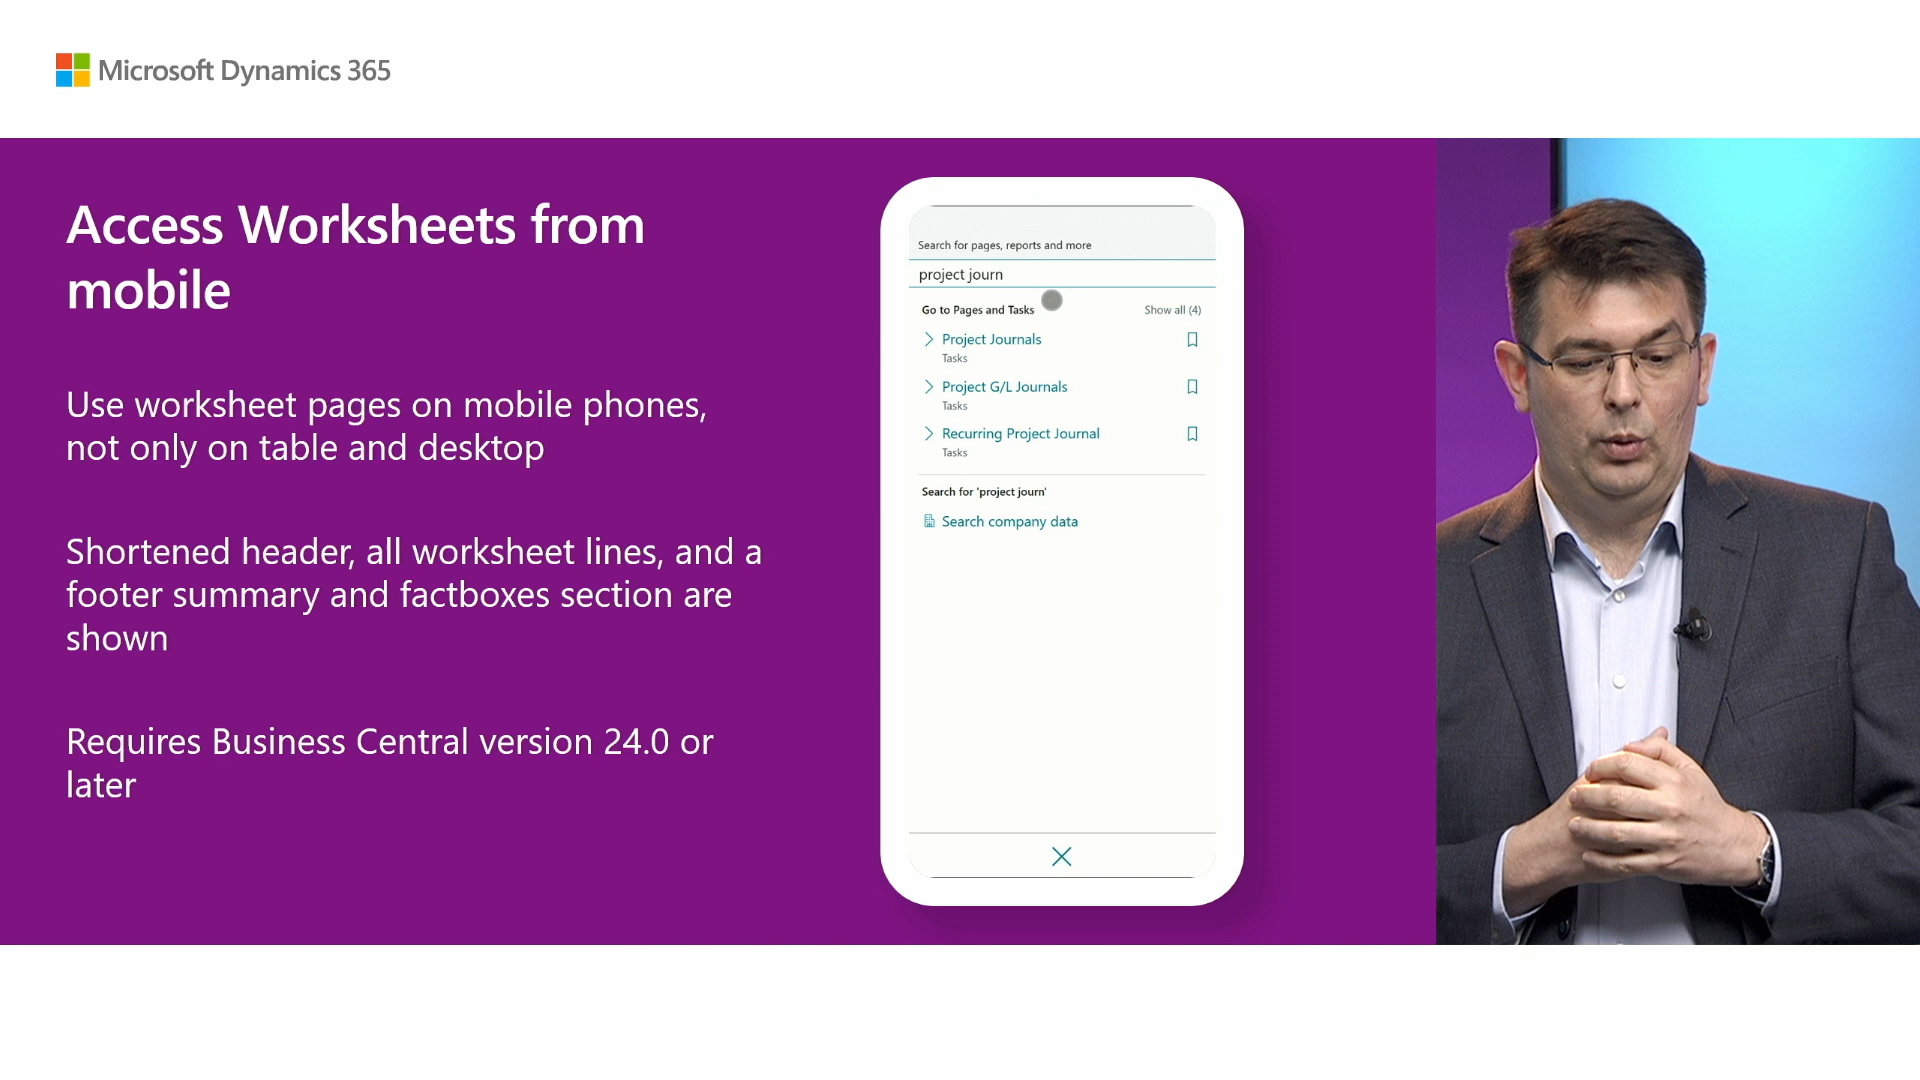 Microsoft Dynamics 365
Access Worksheets from
mobile
Use worksheet pages on mobile phones,
not only on table and desktop
Shortened header, all worksheet lines, and a
footer summary and factboxes section are
shown
Requires Business Central version 24.0 or
later
Search for pages, reports and more
project journ
Go to Pages and Tasks Show all (4)
Project Journals
Tasks
Project G/L Journals
Tasks
Recurring Project Journal
Tasks
Search for 'project journ'
Search company data